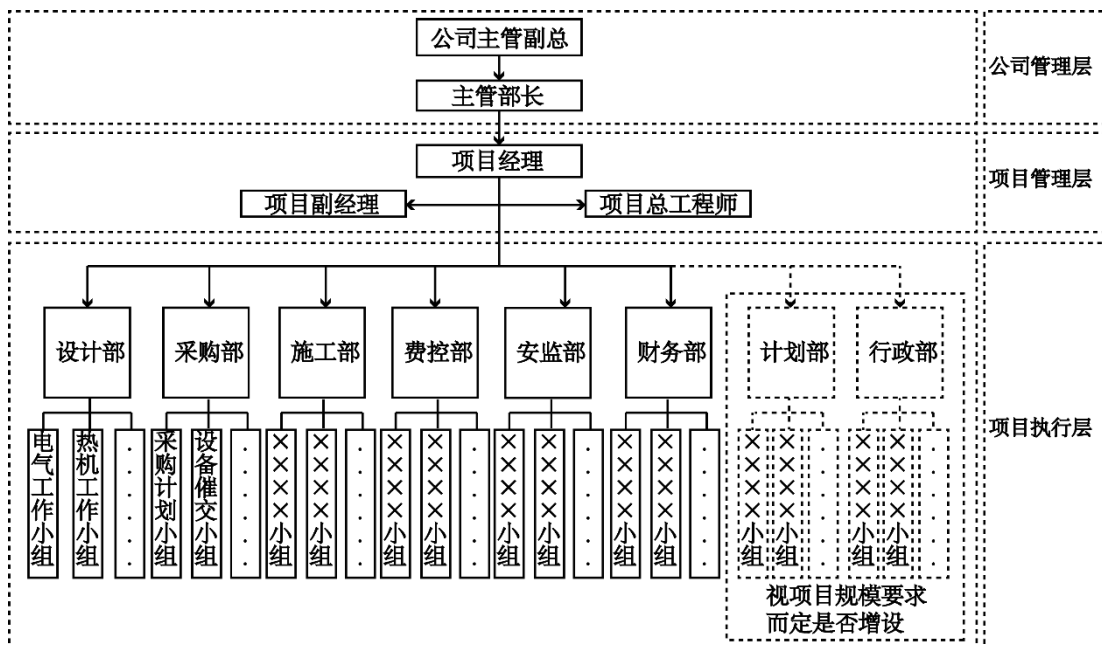 公司主管副总
公司管理层
主管部长
项目经理
项目管理层
项目副经理
项目总工程师
设计部
采购部
施工部
费控部
安监部
财务部
计划部
行政部
项目执行层
电气工作小组
热机工作小组
......
采购计划小组
设备催交小组
......
××××小组
××××小组
......
××××小组
××××小组
......
××××小组
××××小组
......
××××小组
××××小组
......
××××小组
××××小组
......
××××小组
××××小组
......
视项目规模要求
而定是否增设